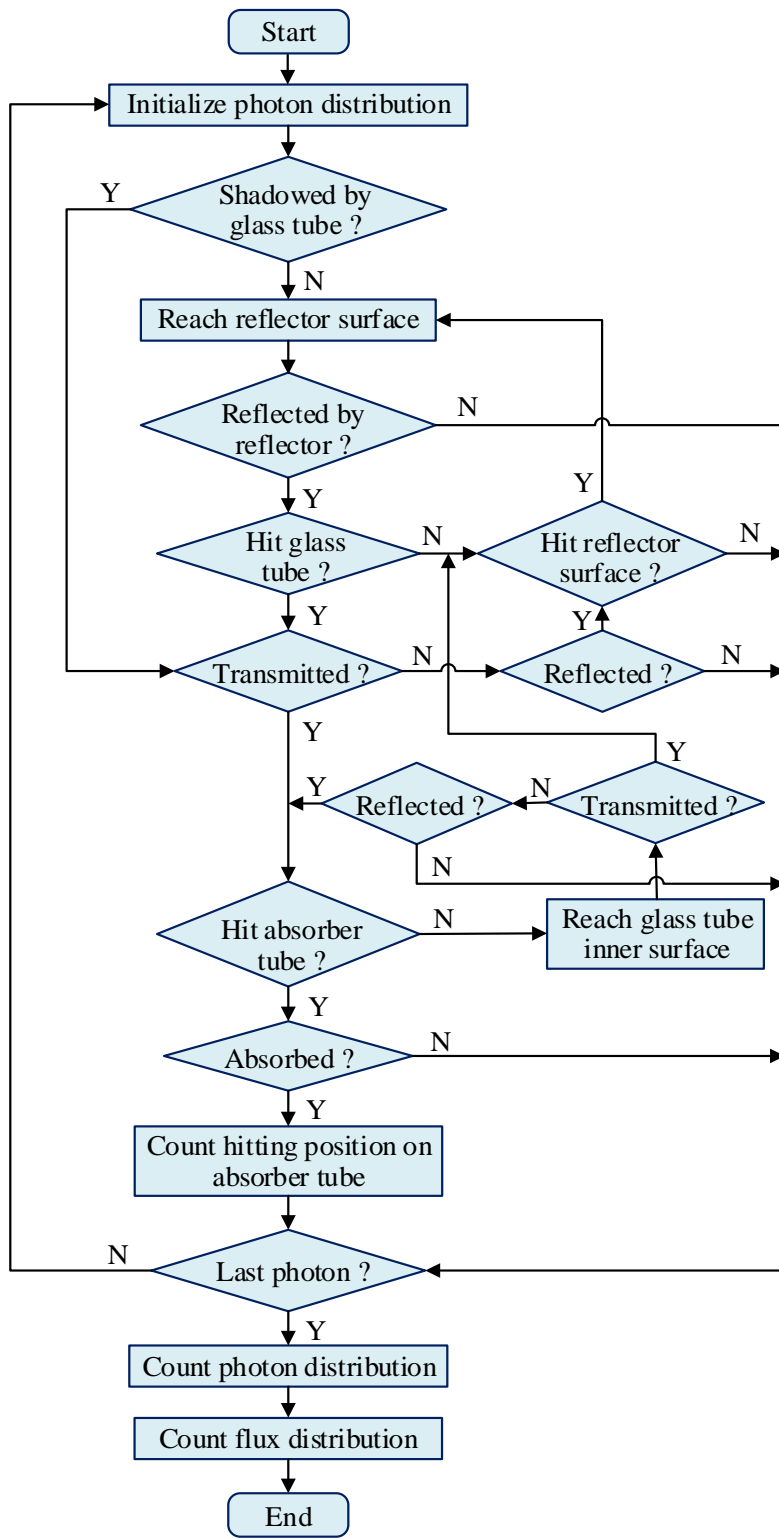 Start
Initialize photon distribution
Y
Shadowed by
glass tube ?
N
Reach reflector surface
Reflected by
reflector ?
N
Y
Y
Hit glass
tube ?
N
Hit reflector
surface ?
N
Y
Y
Transmitted ?
N
Reflected ?
N
Y
Y
Y
Reflected ?
N
Transmitted ?
N
Hit absorber
tube ?
N
Reach glass tube
inner surface
Y
Absorbed ?
N
Y
Count hitting position on
absorber tube
N
Last photon ?
Y
Count photon distribution
Count flux distribution
End